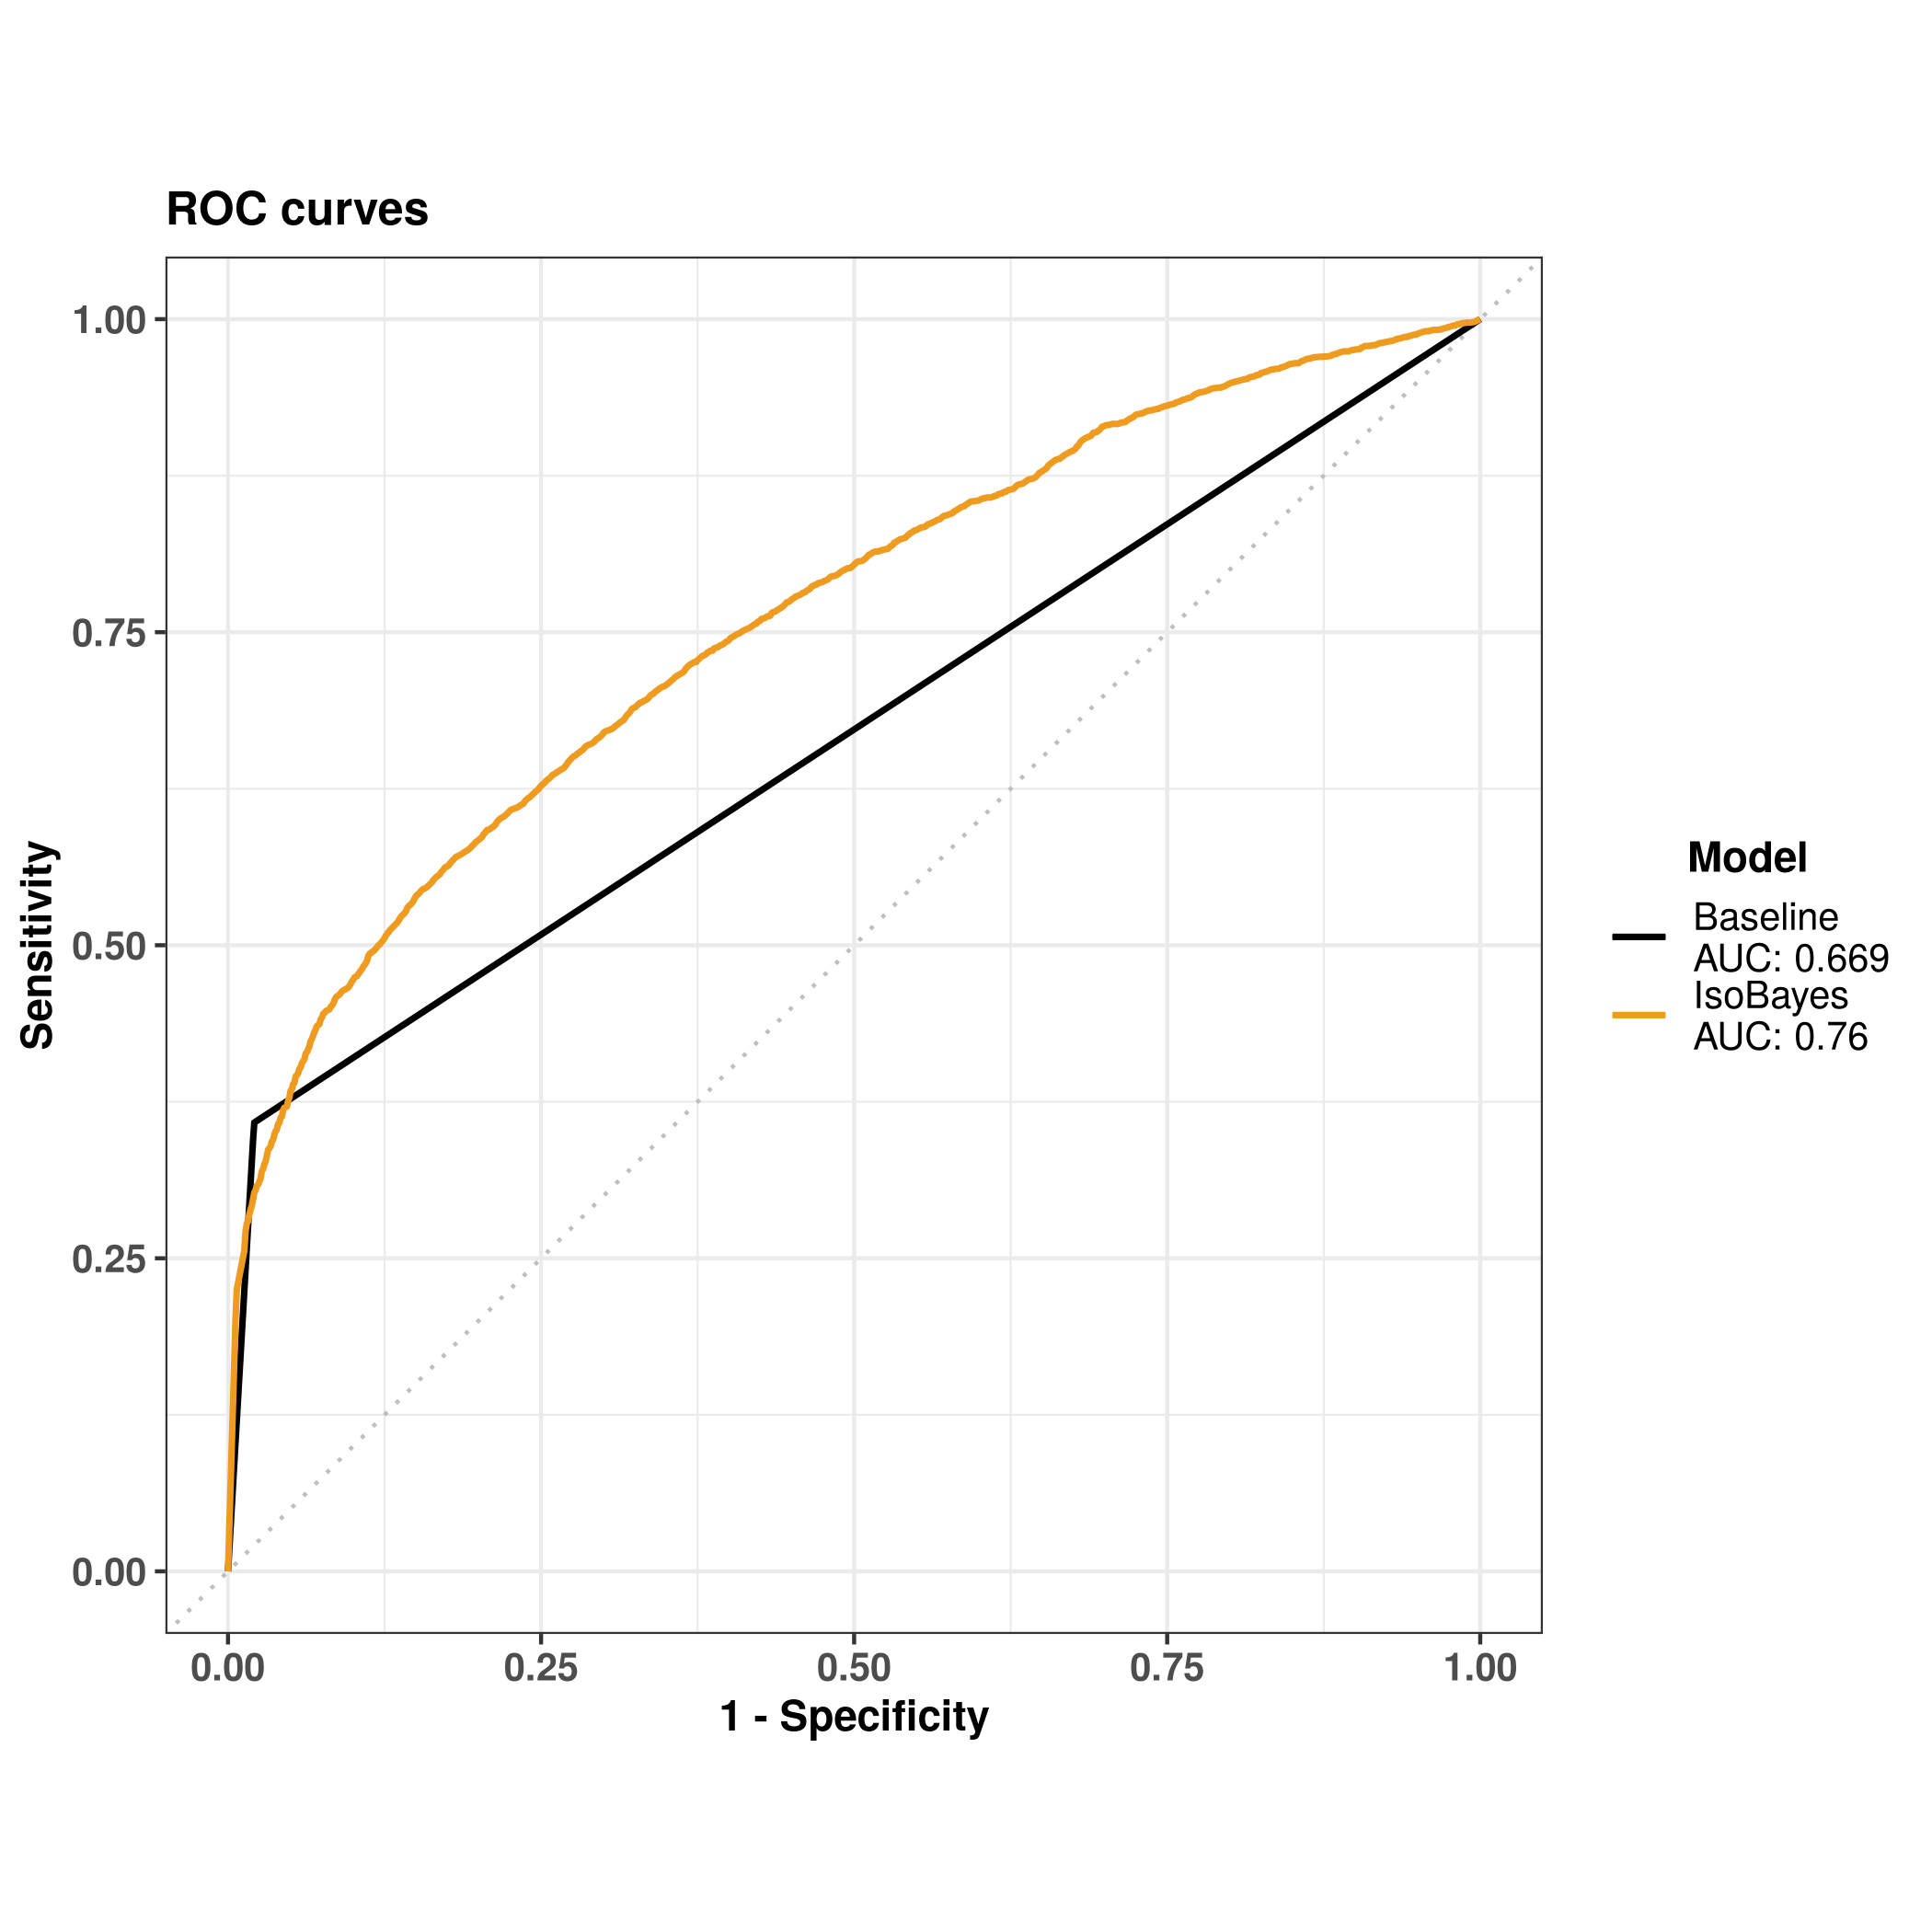 ROC curves
1.00
0.75
0.50
0.25
0.00
Sensitivity
0.00 0.25 0.50 0.75 1.00
1 - Specificity
Model
Baseline
AUC: 0.669
IsoBayes
AUC: 0.76